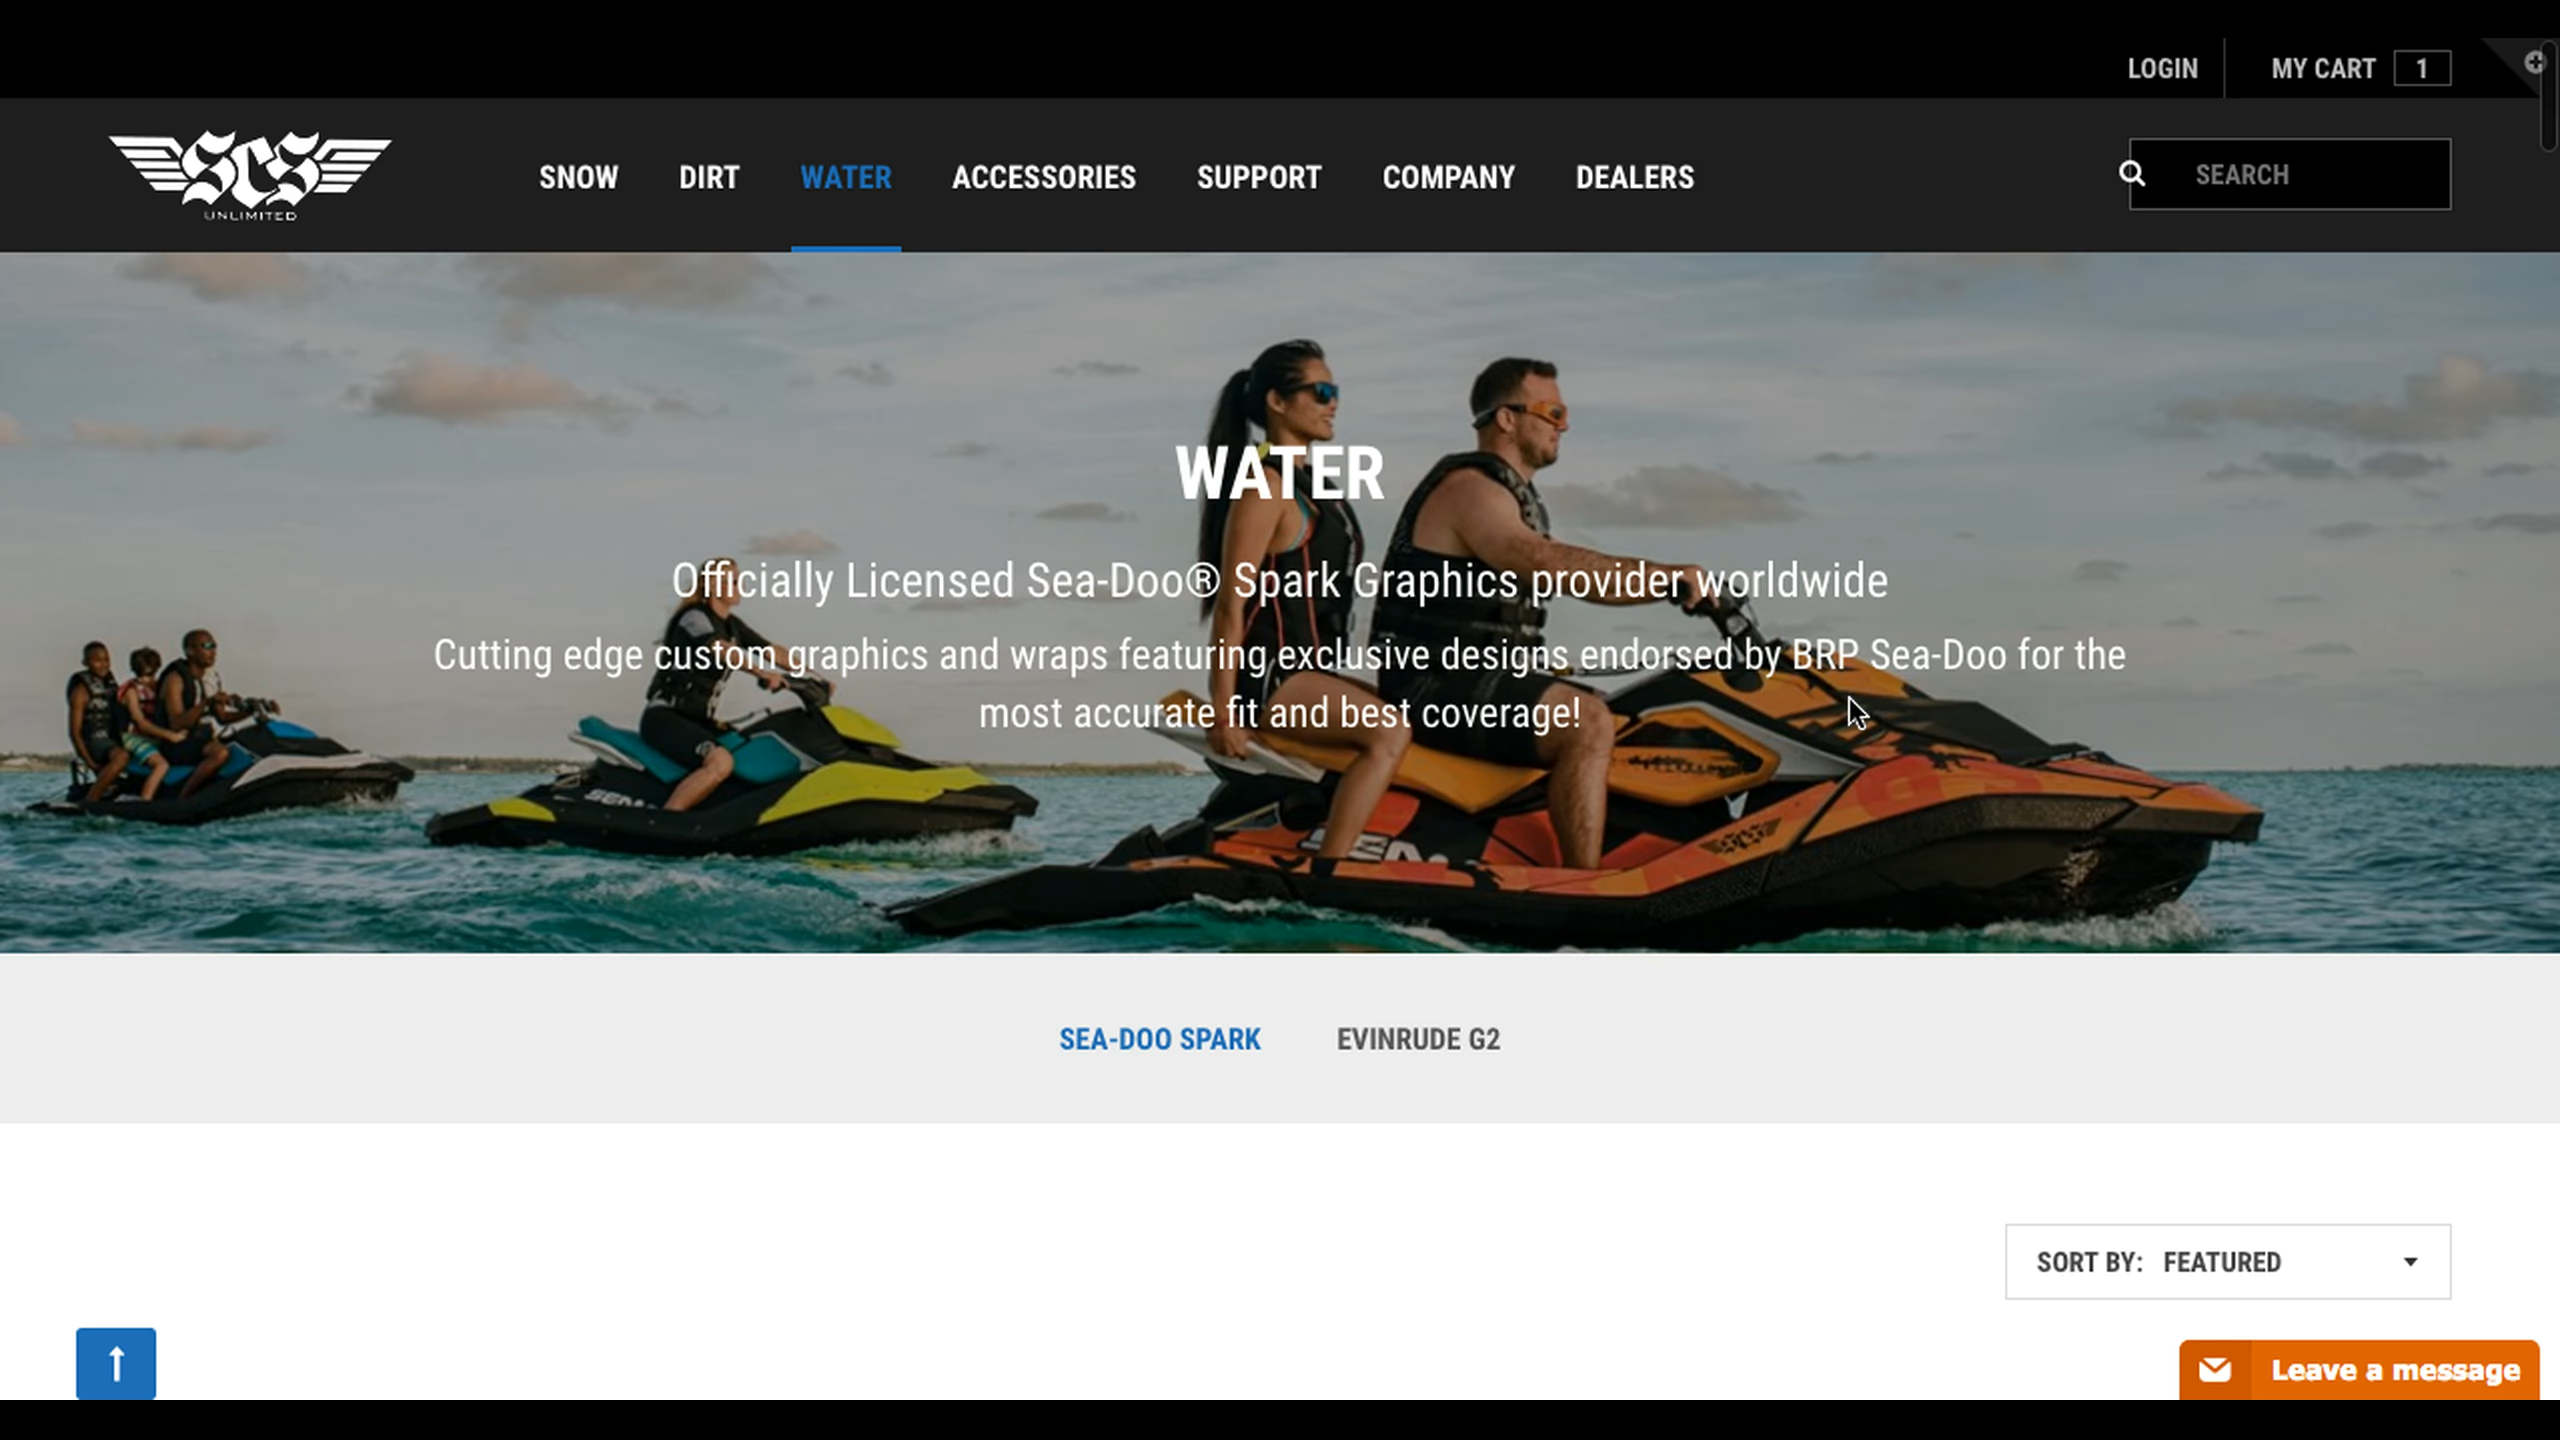 LOGIN
MY CART 1
SCS
UNLIMITED
SNOW DIRT WATER ACCESSORIES SUPPORT COMPANY DEALERS
SEARCH
WATER
Officially Licensed Sea-Doo® Spark Graphics provider worldwide
Cutting edge custom graphics and wraps featuring exclusive designs endorsed by BRP Sea-Doo for the
most accurate fit and best coverage!
SEA-DOO SPARK EVINRUDE G2
SORT BY: FEATURED
Leave a message